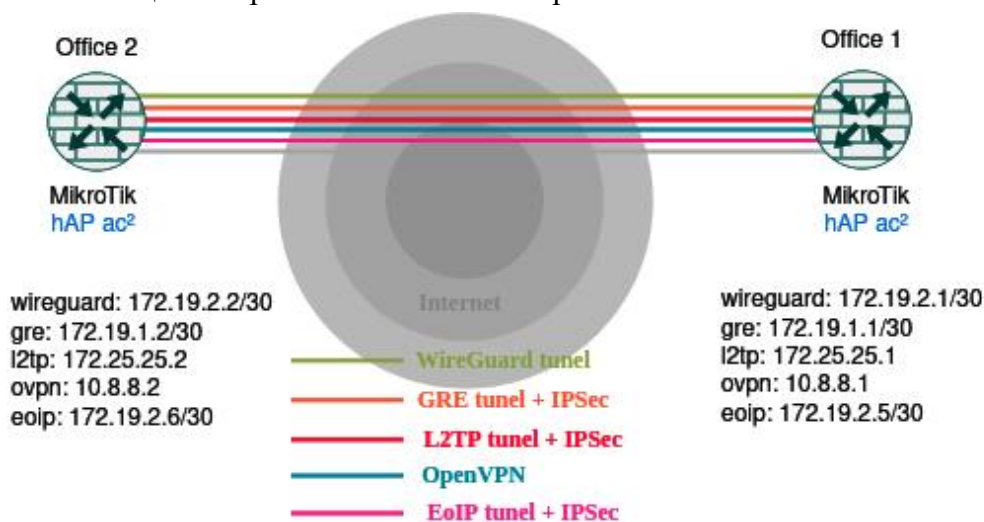 Office 2
Office 1
MikroTik
hAP ac²
MikroTik
hAP ac²
wireguard: 172.19.2.2/30
gre: 172.19.1.2/30
l2tp: 172.25.25.2
ovpn: 10.8.8.2
eoip: 172.19.2.6/30
Internet
wireguard: 172.19.2.1/30
gre: 172.19.1.1/30
l2tp: 172.25.25.1
ovpn: 10.8.8.1
eoip: 172.19.2.5/30
WireGuard tunel
GRE tunel + IPSec
L2TP tunel + IPSec
OpenVPN
EoIP tunel + IPSec